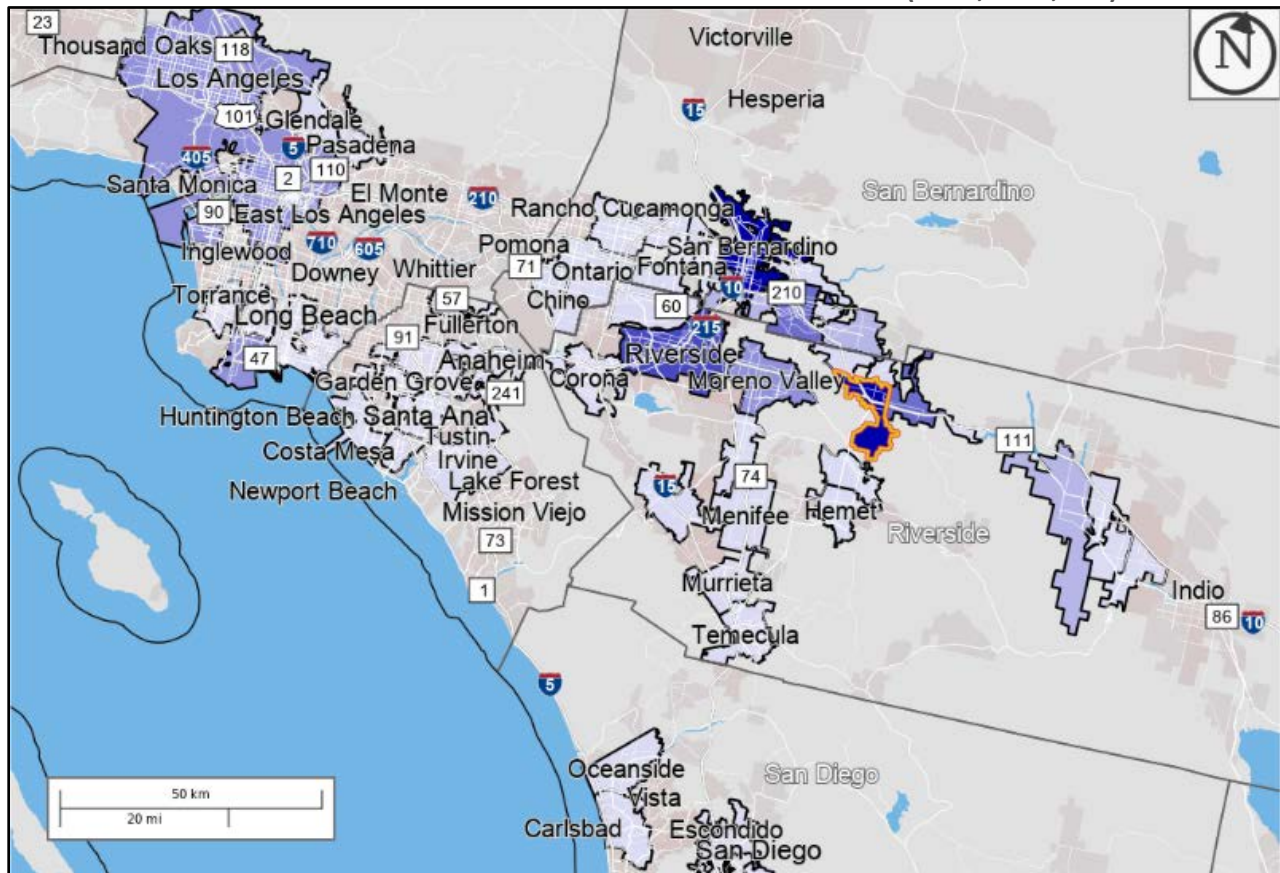 23
Victorville
Thousand Oaks 118
Los Angeles
N
Hesperia
15
101
Glendale
5
Pasadena
405
110
2
Santa Monica
El Monte
210
San Bernardino
90
East Los Angeles
Rancho Cucamonga
710
605
San Bernardino
Inglewood
Pomona
Downey
Whittier
71
Ontario
Fontana
10
210
Torrance
57
Chino
60
Long Beach
215
91
Fullerton
Riverside
47
Anaheim
Corona
Moreno Valley
Garden Grove
241
Huntington Beach
Santa Ana
Costa Mesa
Tustin
111
Irvine
Newport Beach
Lake Forest
15
74
Mission Viejo
Menifee
Hemet
Riverside
73
1
Murrieta
Indio
86
10
Temecula
5
Oceanside
San Diego
Vista
50 km
20 mi
Carlsbad
Escondido
San Diego